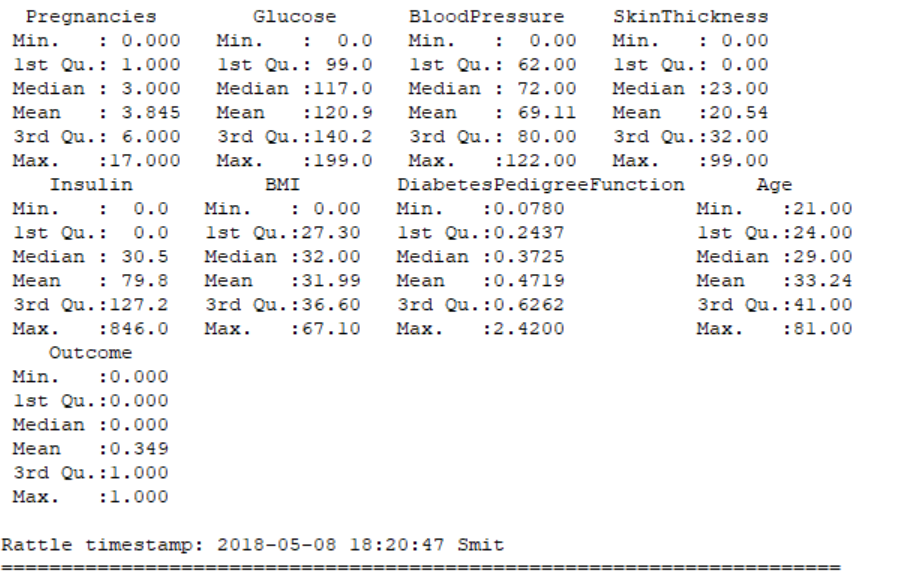 Pregnancies        Glucose       BloodPressure    SkinThickness
 Min.   : 0.000   Min.   :  0.0   Min.   :  0.00   Min.   : 0.00
 1st Qu.: 1.000   1st Qu.: 99.0   1st Qu.: 62.00   1st Qu.: 0.00
 Median : 3.000   Median :117.0   Median : 72.00   Median :23.00
 Mean   : 3.845   Mean   :120.9   Mean   : 69.11   Mean   :20.54
 3rd Qu.: 6.000   3rd Qu.:140.2   3rd Qu.: 80.00   3rd Qu.:32.00
 Max.   :17.000   Max.   :199.0   Max.   :122.00   Max.   :99.00
    Insulin           BMI        DiabetesPedigreeFunction      Age
 Min.   :  0.0   Min.   : 0.00   Min.   :0.0780           Min.   :21.00
 1st Qu.:  0.0   1st Qu.:27.30   1st Qu.:0.2437           1st Qu.:24.00
 Median : 30.5   Median :32.00   Median :0.3725           Median :29.00
 Mean   : 79.8   Mean   :31.99   Mean   :0.4719           Mean   :33.24
 3rd Qu.:127.2   3rd Qu.:36.60   3rd Qu.:0.6262           3rd Qu.:41.00
 Max.   :846.0   Max.   :67.10   Max.   :2.4200           Max.   :81.00
    Outcome
 Min.   :0.000
 1st Qu.:0.000
 Median :0.000
 Mean   :0.349
 3rd Qu.:1.000
 Max.   :1.000

Rattle timestamp: 2018-05-08 18:20:47 Smit
======================================================================